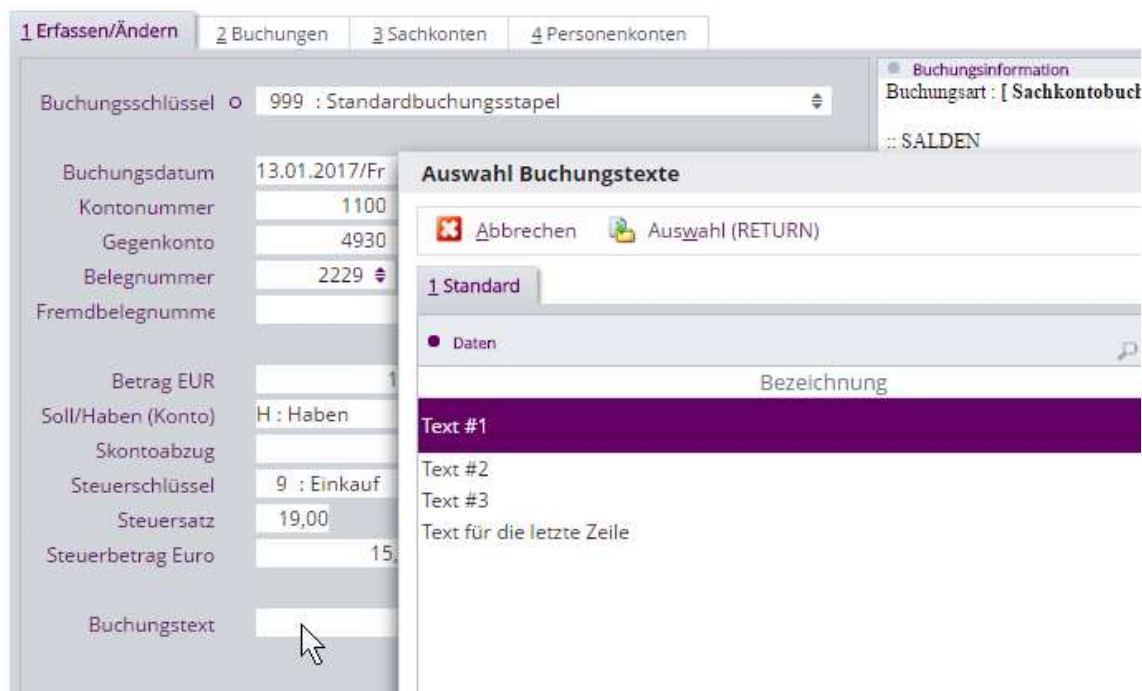 1 Erfassen/Ändern 2 Buchungen 3 Sachkonten 4 Personenkonten
Buchungsschlüssel 999 : Standardbuchungsstapel
Buchungsinformation
Buchungsart : [ Sachkontobuch
:: SALDEN
Buchungsdatum 13.01.2017/Fr
Kontonummer 1100
Gegenkonto 4930
Belegnummer 2229
Fremdbelegnumme
Betrag EUR 1
Soll/Haben (Konto) H : Haben
Skontoabzug
Steuerschlüssel 9 : Einkauf
Steuersatz 19,00
Steuerbetrag Euro 15,
Buchungstext
Auswahl Buchungstexte
Abbrechen Auswahl (RETURN)
1 Standard
Daten
Bezeichnung
Text #1
Text #2
Text #3
Text für die letzte Zeile